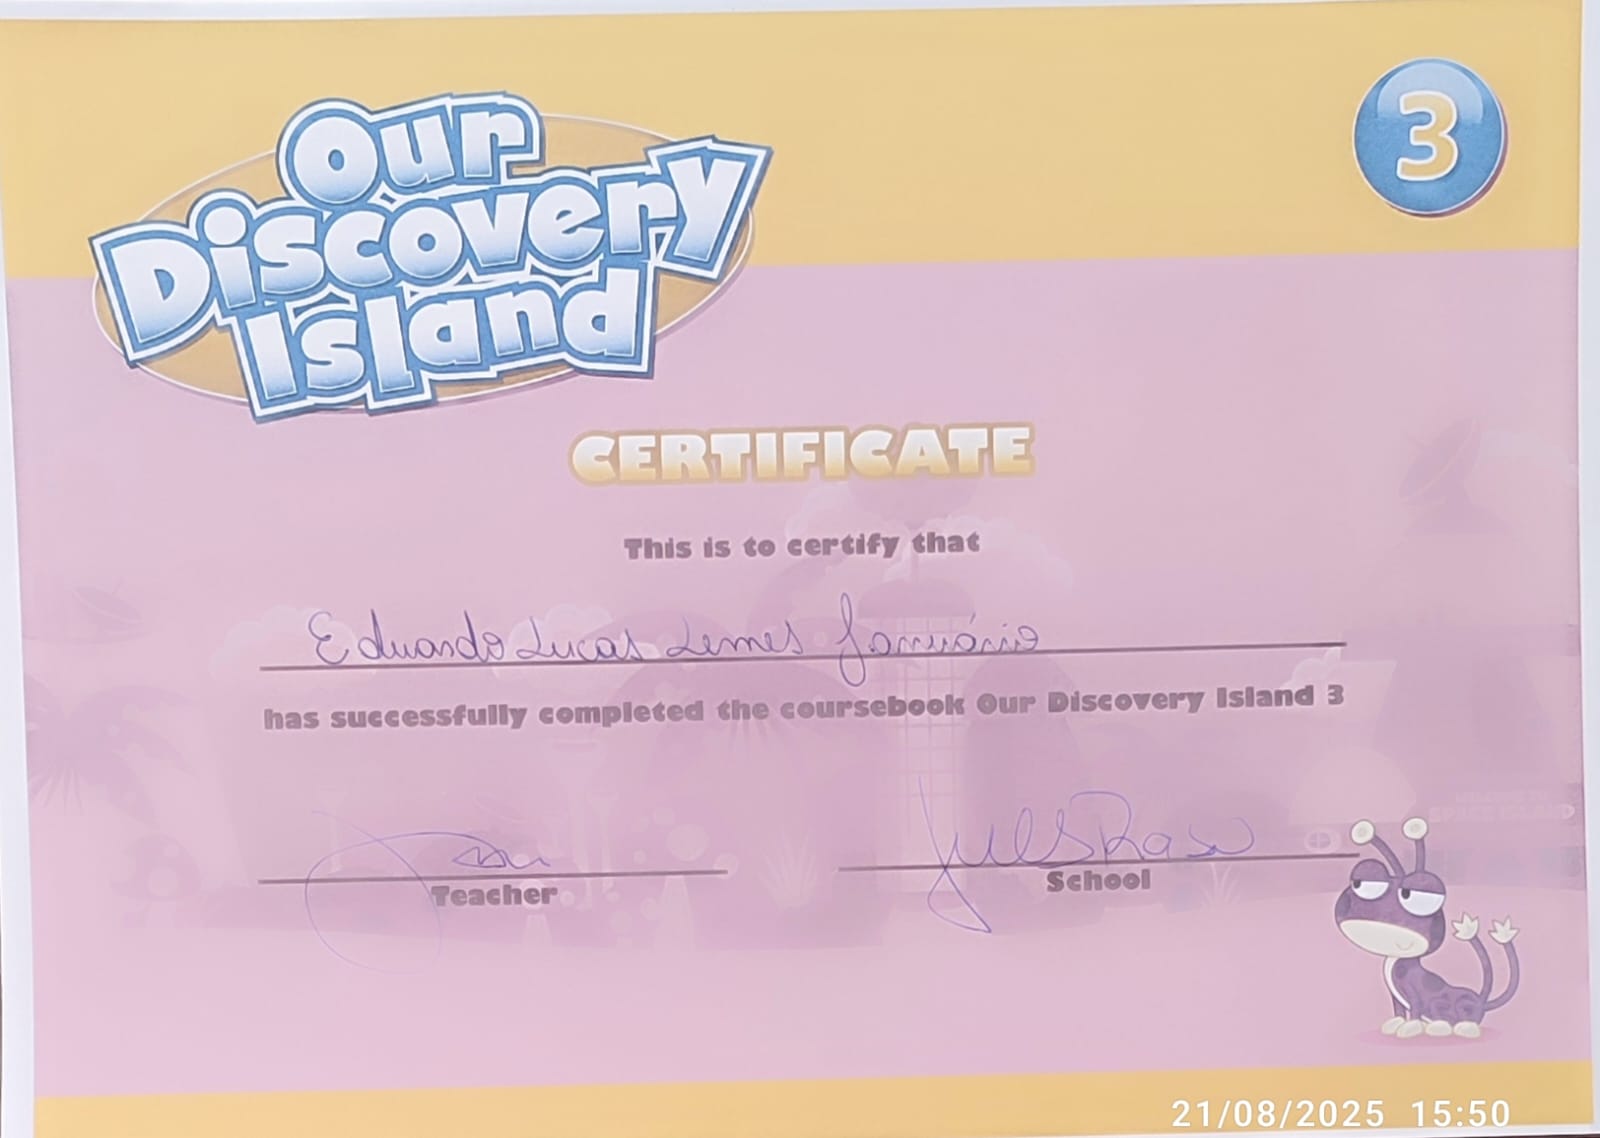 Our
Discovery
Island
3
CERTIFICATE
This is to certify that
Eduardo Lucas Lemes Januário
has successfully completed the coursebook Our Discovery Island 3
Teacher
School
21/08/2025 15:50